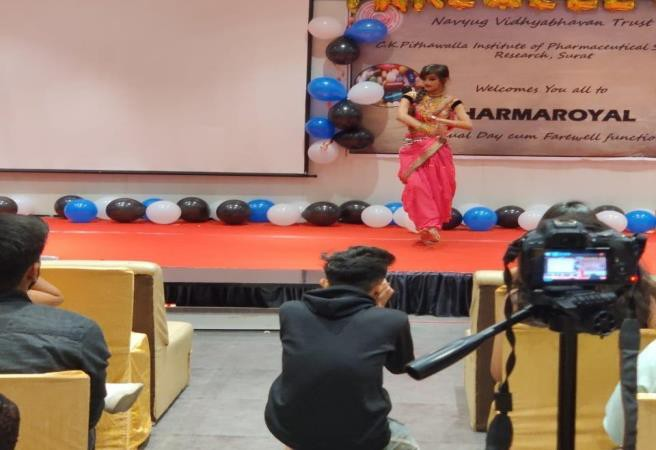 Navyug Vidhyabhavan Trust
C.K.Pithawalla Institute of Pharmaceutical
Research, Surat
Welcomes You all to
HARMAROYAL
ual Day cum Farewell function